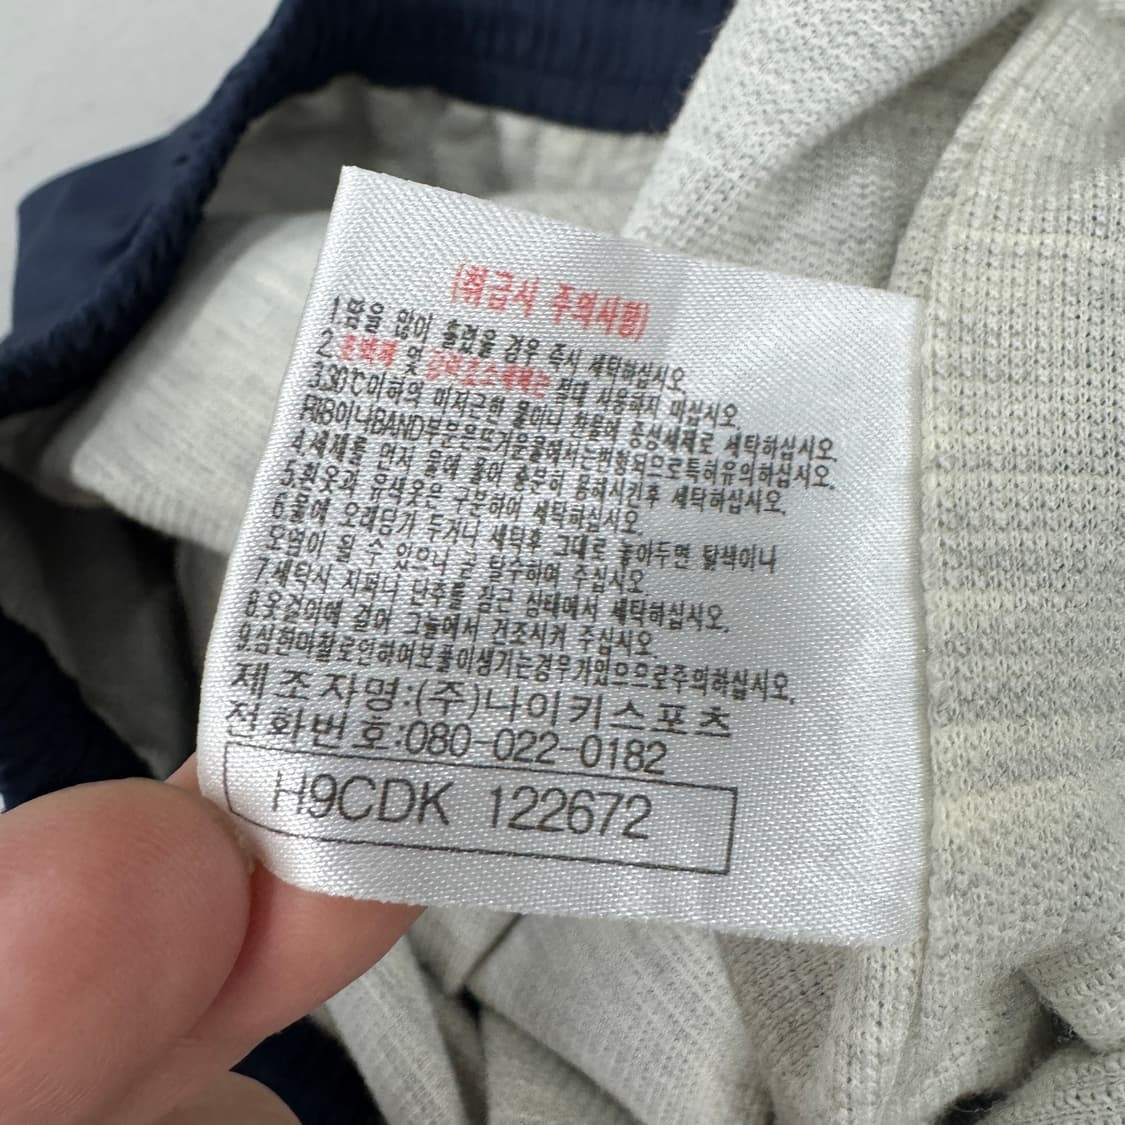 (취급시 주의사항)
1.땀을 많이 흘렸을 경우 즉시 세탁하십시오.
2.표백제 및 강력효소세제는 절대 사용하지 마십시오.
3.30℃이하의 미지근한 물이나 찬물에 중성세제로 세탁하십시오.
RIB이나BAND부문은뜨거운물에서는변형되므로특히유의하십시오.
4.세제를 먼저 물에 풀어 충분히 용해시킨후 세탁하십시오.
5.흰옷과 유색옷은 구분하여 세탁하십시오.
6.물에 오래담가 두거나 세탁후 그대로 놓아두면 탈색이나
오염이 될 수 있으니 곧 탈수하여 주십시오.
7.세탁시 지퍼나 단추를 잠근 상태에서 세탁하십시오.
8.옷걸이에 걸어 그늘에서 건조시켜 주십시오.
9.심한마찰로인하여보풀이생기는경우가있으므로주의하십시오.
제조자명:(주)나이키스포츠
전화번호:080-022-0182
H9CDK 122672